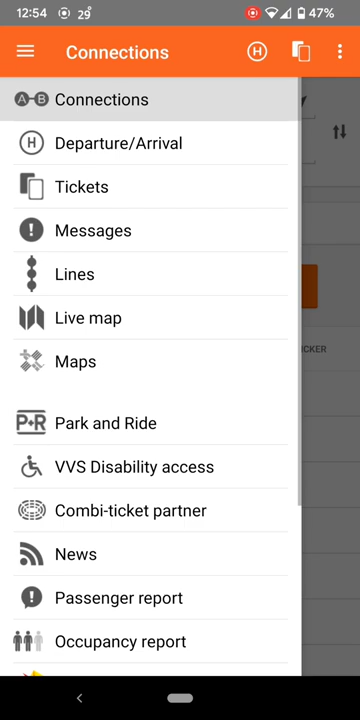 12:54 29° 47%
Connections H
A-B Connections
H Departure/Arrival
Tickets
Messages
Lines
Live map
Maps
P+R Park and Ride
VVS Disability access
Combi-ticket partner
News
Passenger report
Occupancy report
CKER